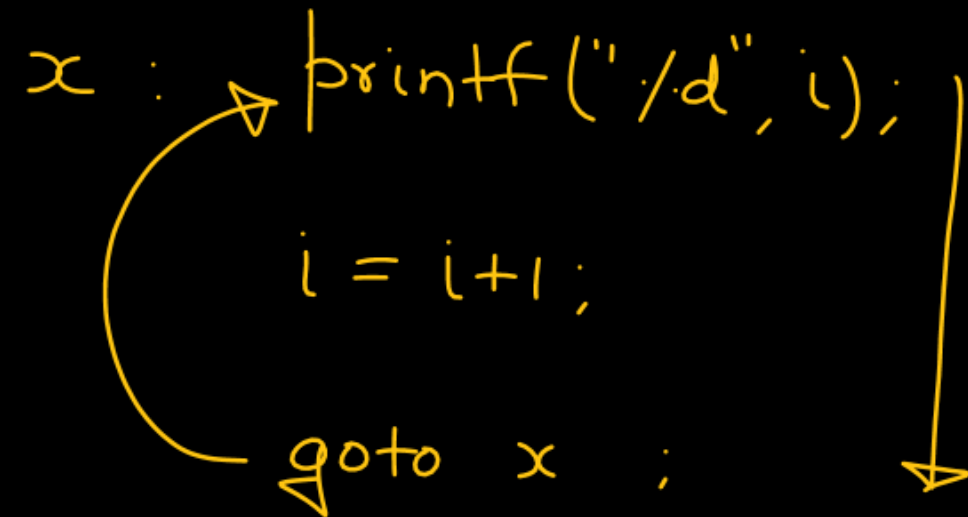 x : printf("%d", i);
i = i+1;
goto x ;